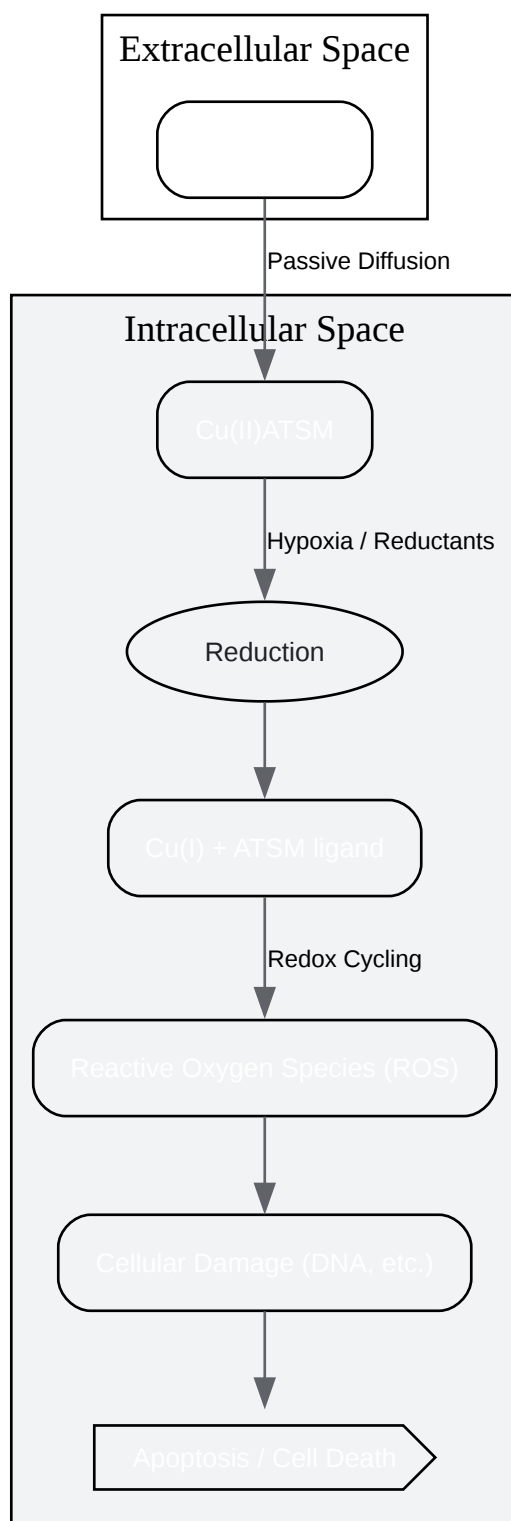 Extracellular Space
Passive Diffusion
Intracellular Space
Cu(II)ATSM
Hypoxia / Reductants
Reduction
Cu(I) + ATSM ligand
Redox Cycling
Reactive Oxygen Species (ROS)
Cellular Damage (DNA, etc.)
Apoptosis / Cell Death